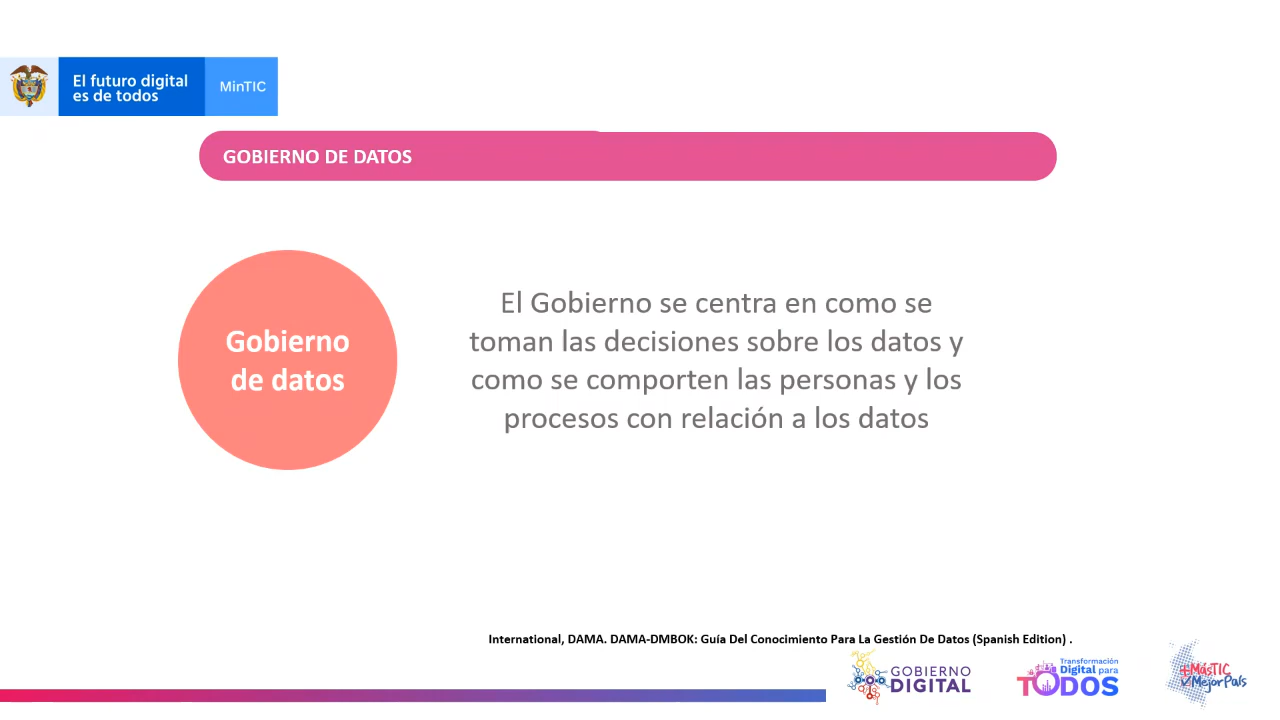 El futuro digital
es de todos
MinTIC
GOBIERNO DE DATOS
Gobierno
de datos
El Gobierno se centra en como se
toman las decisiones sobre los datos y
como se comporten las personas y los
procesos con relación a los datos
International, DAMA. DAMA-DMBOK: Guía Del Conocimiento Para La Gestión De Datos (Spanish Edition) .
GOBIERNO
DIGITAL
Transformación
Digital para
TODOS
+MásTIC
MejorPaís